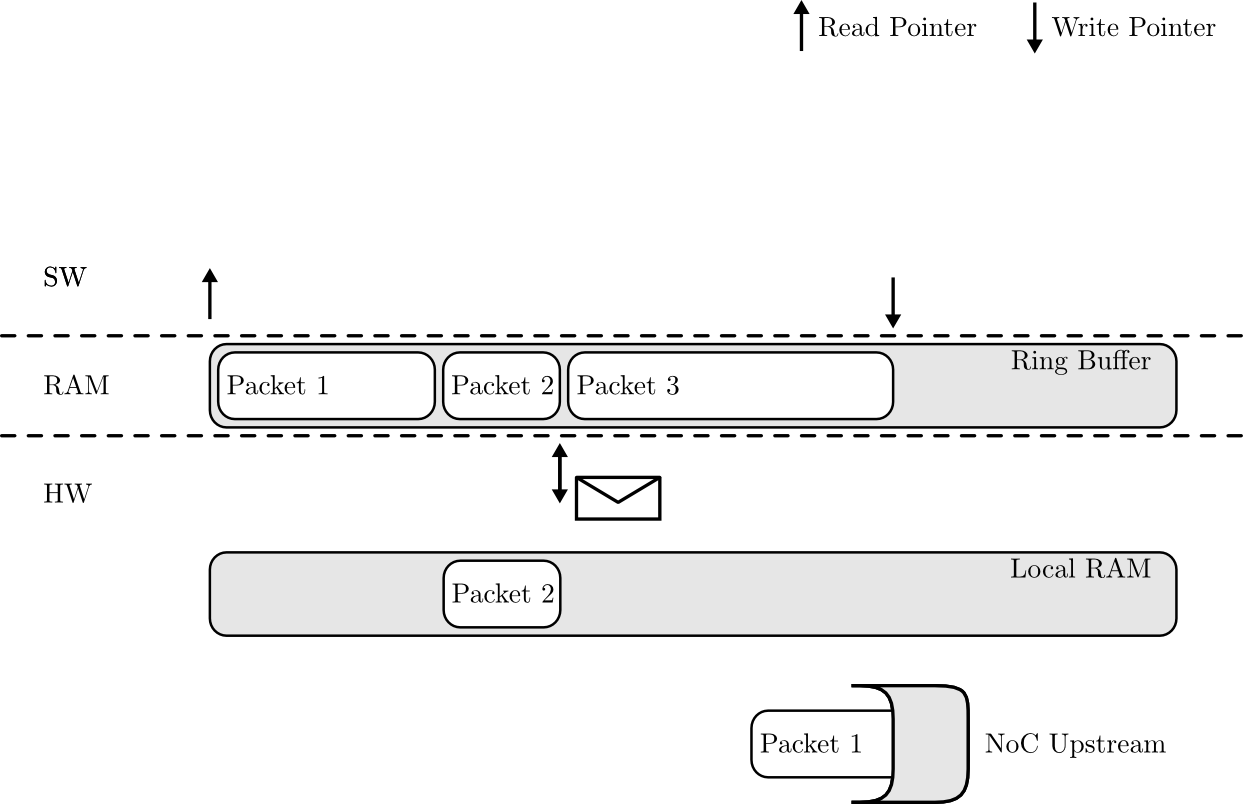 Read Pointer
Write Pointer
SW
RAM
Packet 1
Packet 2
Packet 3
Ring Buffer
HW
Packet 2
Local RAM
Packet 1
NoC Upstream